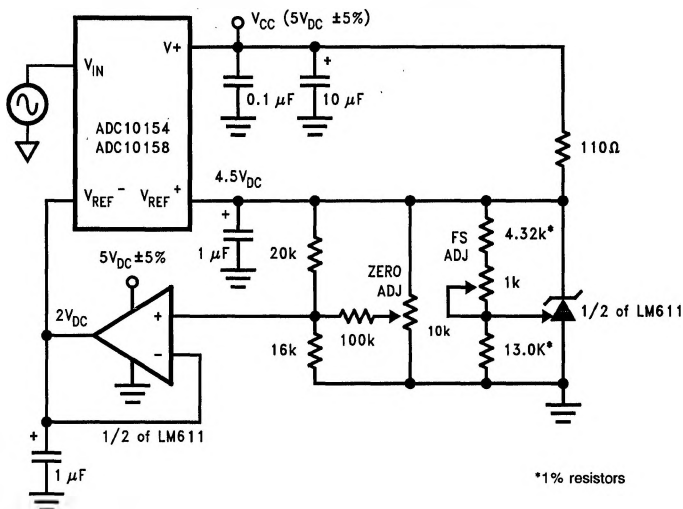 V_CC (5V_DC ±5%)
V+
V_IN
+
0.1 μF
10 μF
ADC10154
ADC10158
110Ω
V_REF⁻
V_REF⁺
4.5V_DC
+
1 μF
4.32k*
FS
ADJ
20k
5V_DC±5%
ZERO
ADJ
1k
2V_DC
+
1/2 of LM611
100k
10k
−
16k
13.0K*
+
1/2 of LM611
1 μF
*1% resistors